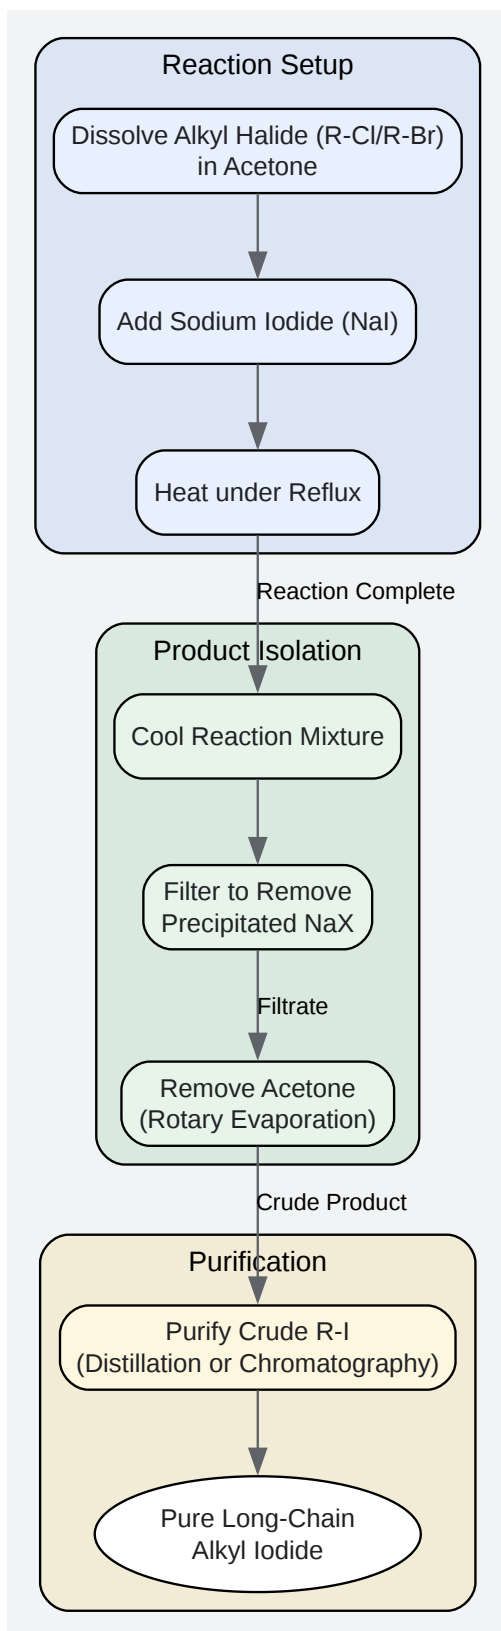 Reaction Setup
Dissolve Alkyl Halide (R-Cl/R-Br)
in Acetone
Add Sodium Iodide (NaI)
Heat under Reflux
Reaction Complete
Product Isolation
Cool Reaction Mixture
Filter to Remove
Precipitated NaX
Filtrate
Remove Acetone
(Rotary Evaporation)
Crude Product
Purification
Purify Crude R-I
(Distillation or Chromatography)
Pure Long-Chain
Alkyl Iodide